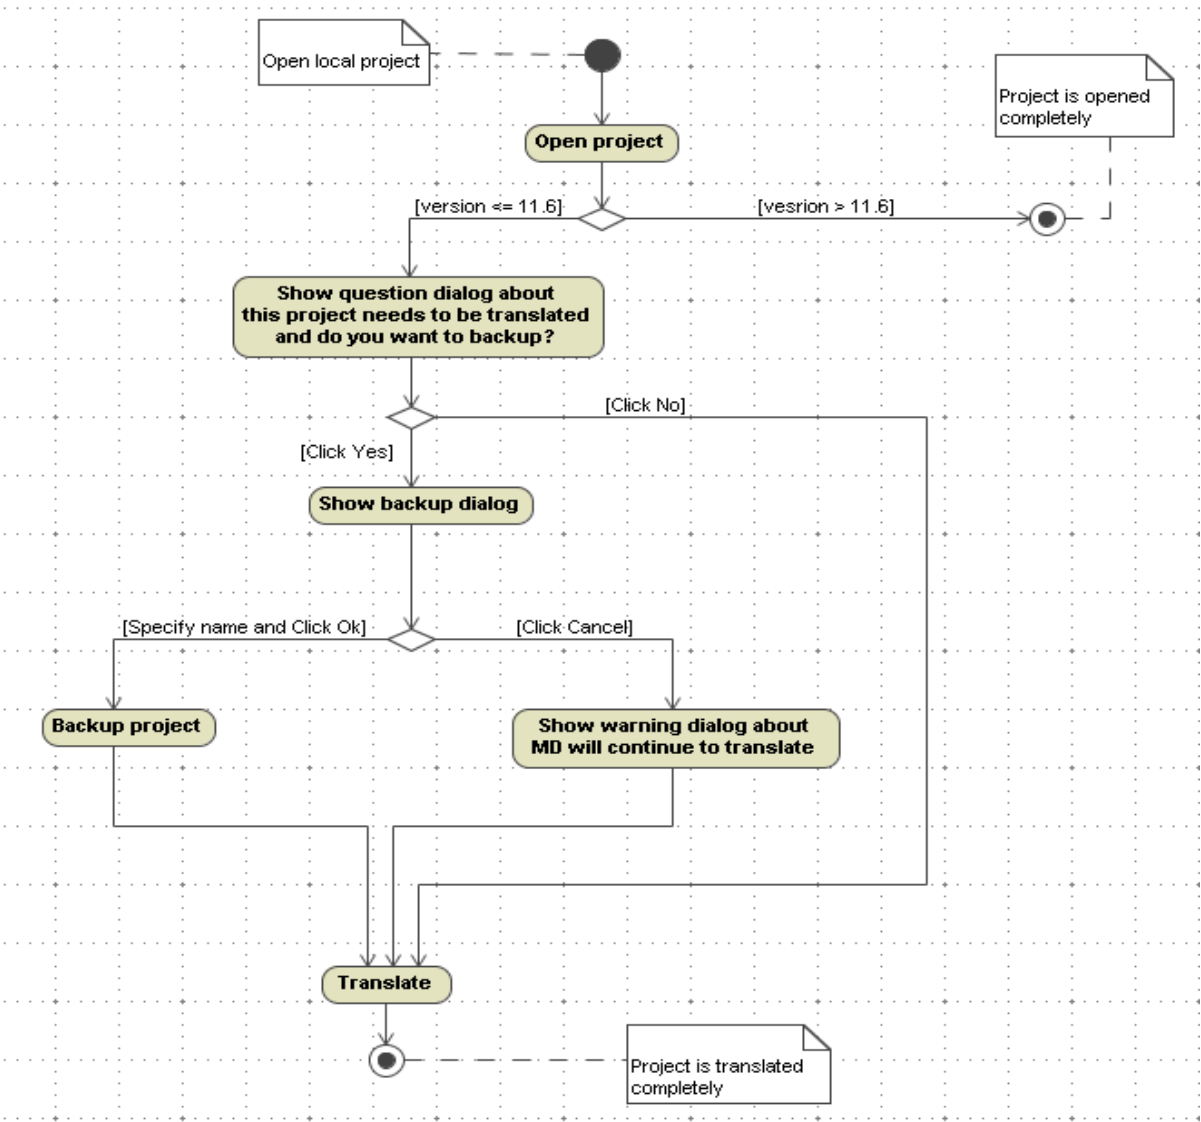 Open local project
Project is opened
completely
Open project
[version <= 11.6]
[vesrion > 11.6]
Show question dialog about
this project needs to be translated
and do you want to backup?
[Click No]
[Click Yes]
Show backup dialog
[Specify name and Click Ok]
[Click Cancel]
Backup project
Show warning dialog about
MD will continue to translate
Translate
Project is translated
completely